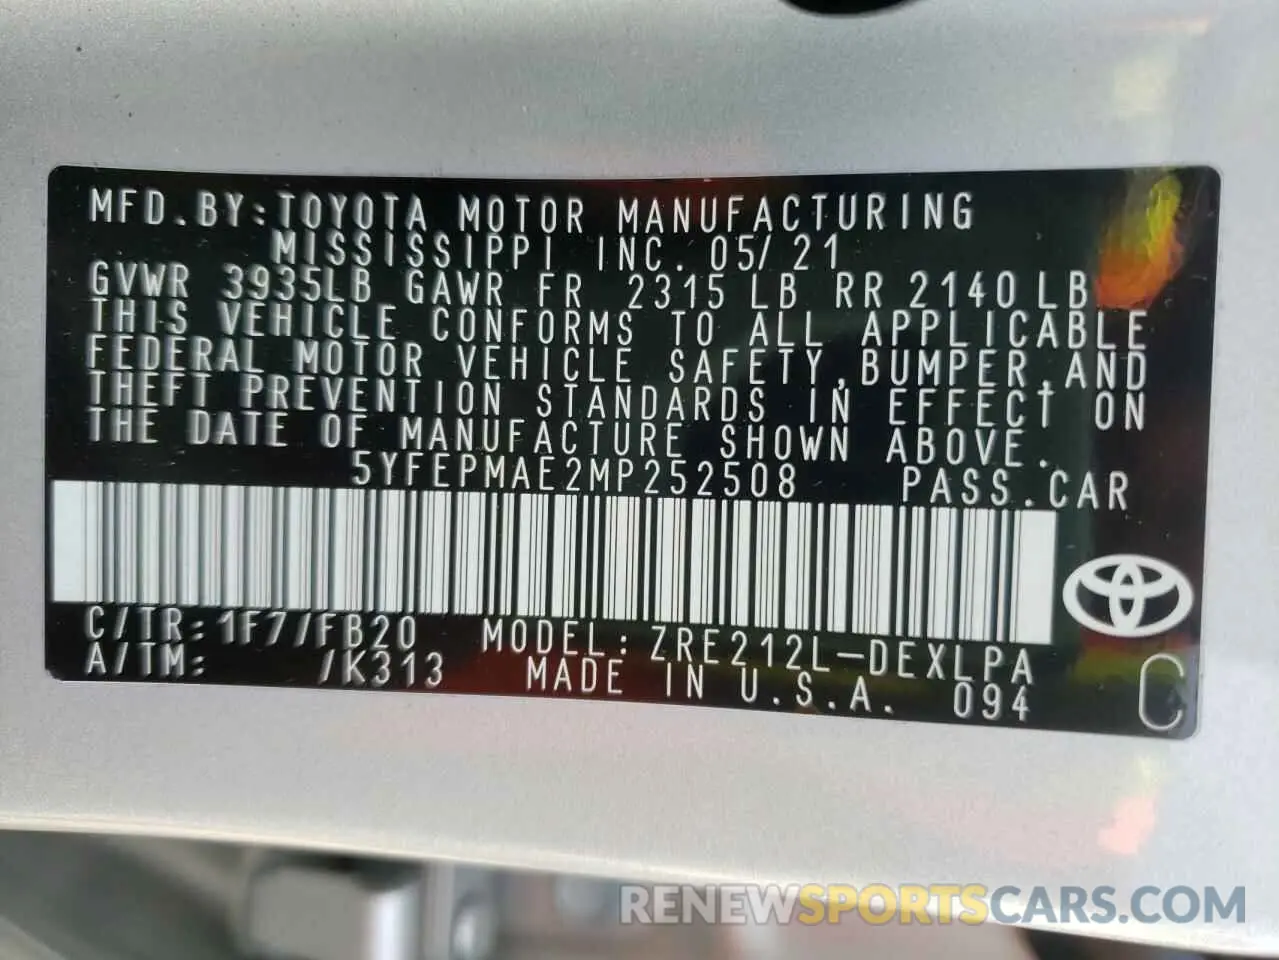 MFD.BY:TOYOTA MOTOR MANUFACTURING
MISSISSIPPI INC. 05/21
GVWR 3935LB GAWR FR 2315LB RR 2140LB
THIS VEHICLE CONFORMS TO ALL APPLICABLE
FEDERAL MOTOR VEHICLE SAFETY,BUMPER,AND
THEFT PREVENTION STANDARDS IN EFFECT ON
THE DATE OF MANUFACTURE SHOWN ABOVE.
5YFEPMAE2MP252508 PASS.CAR
C/TR:1F7/FB20 MODEL:ZRE212L-DEXLPA
A/TM: /K313 MADE IN U.S.A. 094
C
RENEWSPORTSCARS.COM